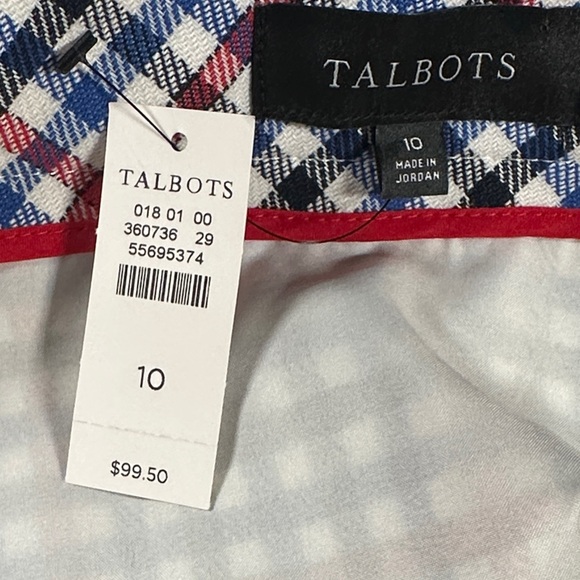 TALBOTS
10
MADE IN
JORDAN
TALBOTS
018 01 00
360736 29
55695374
10
$99.50